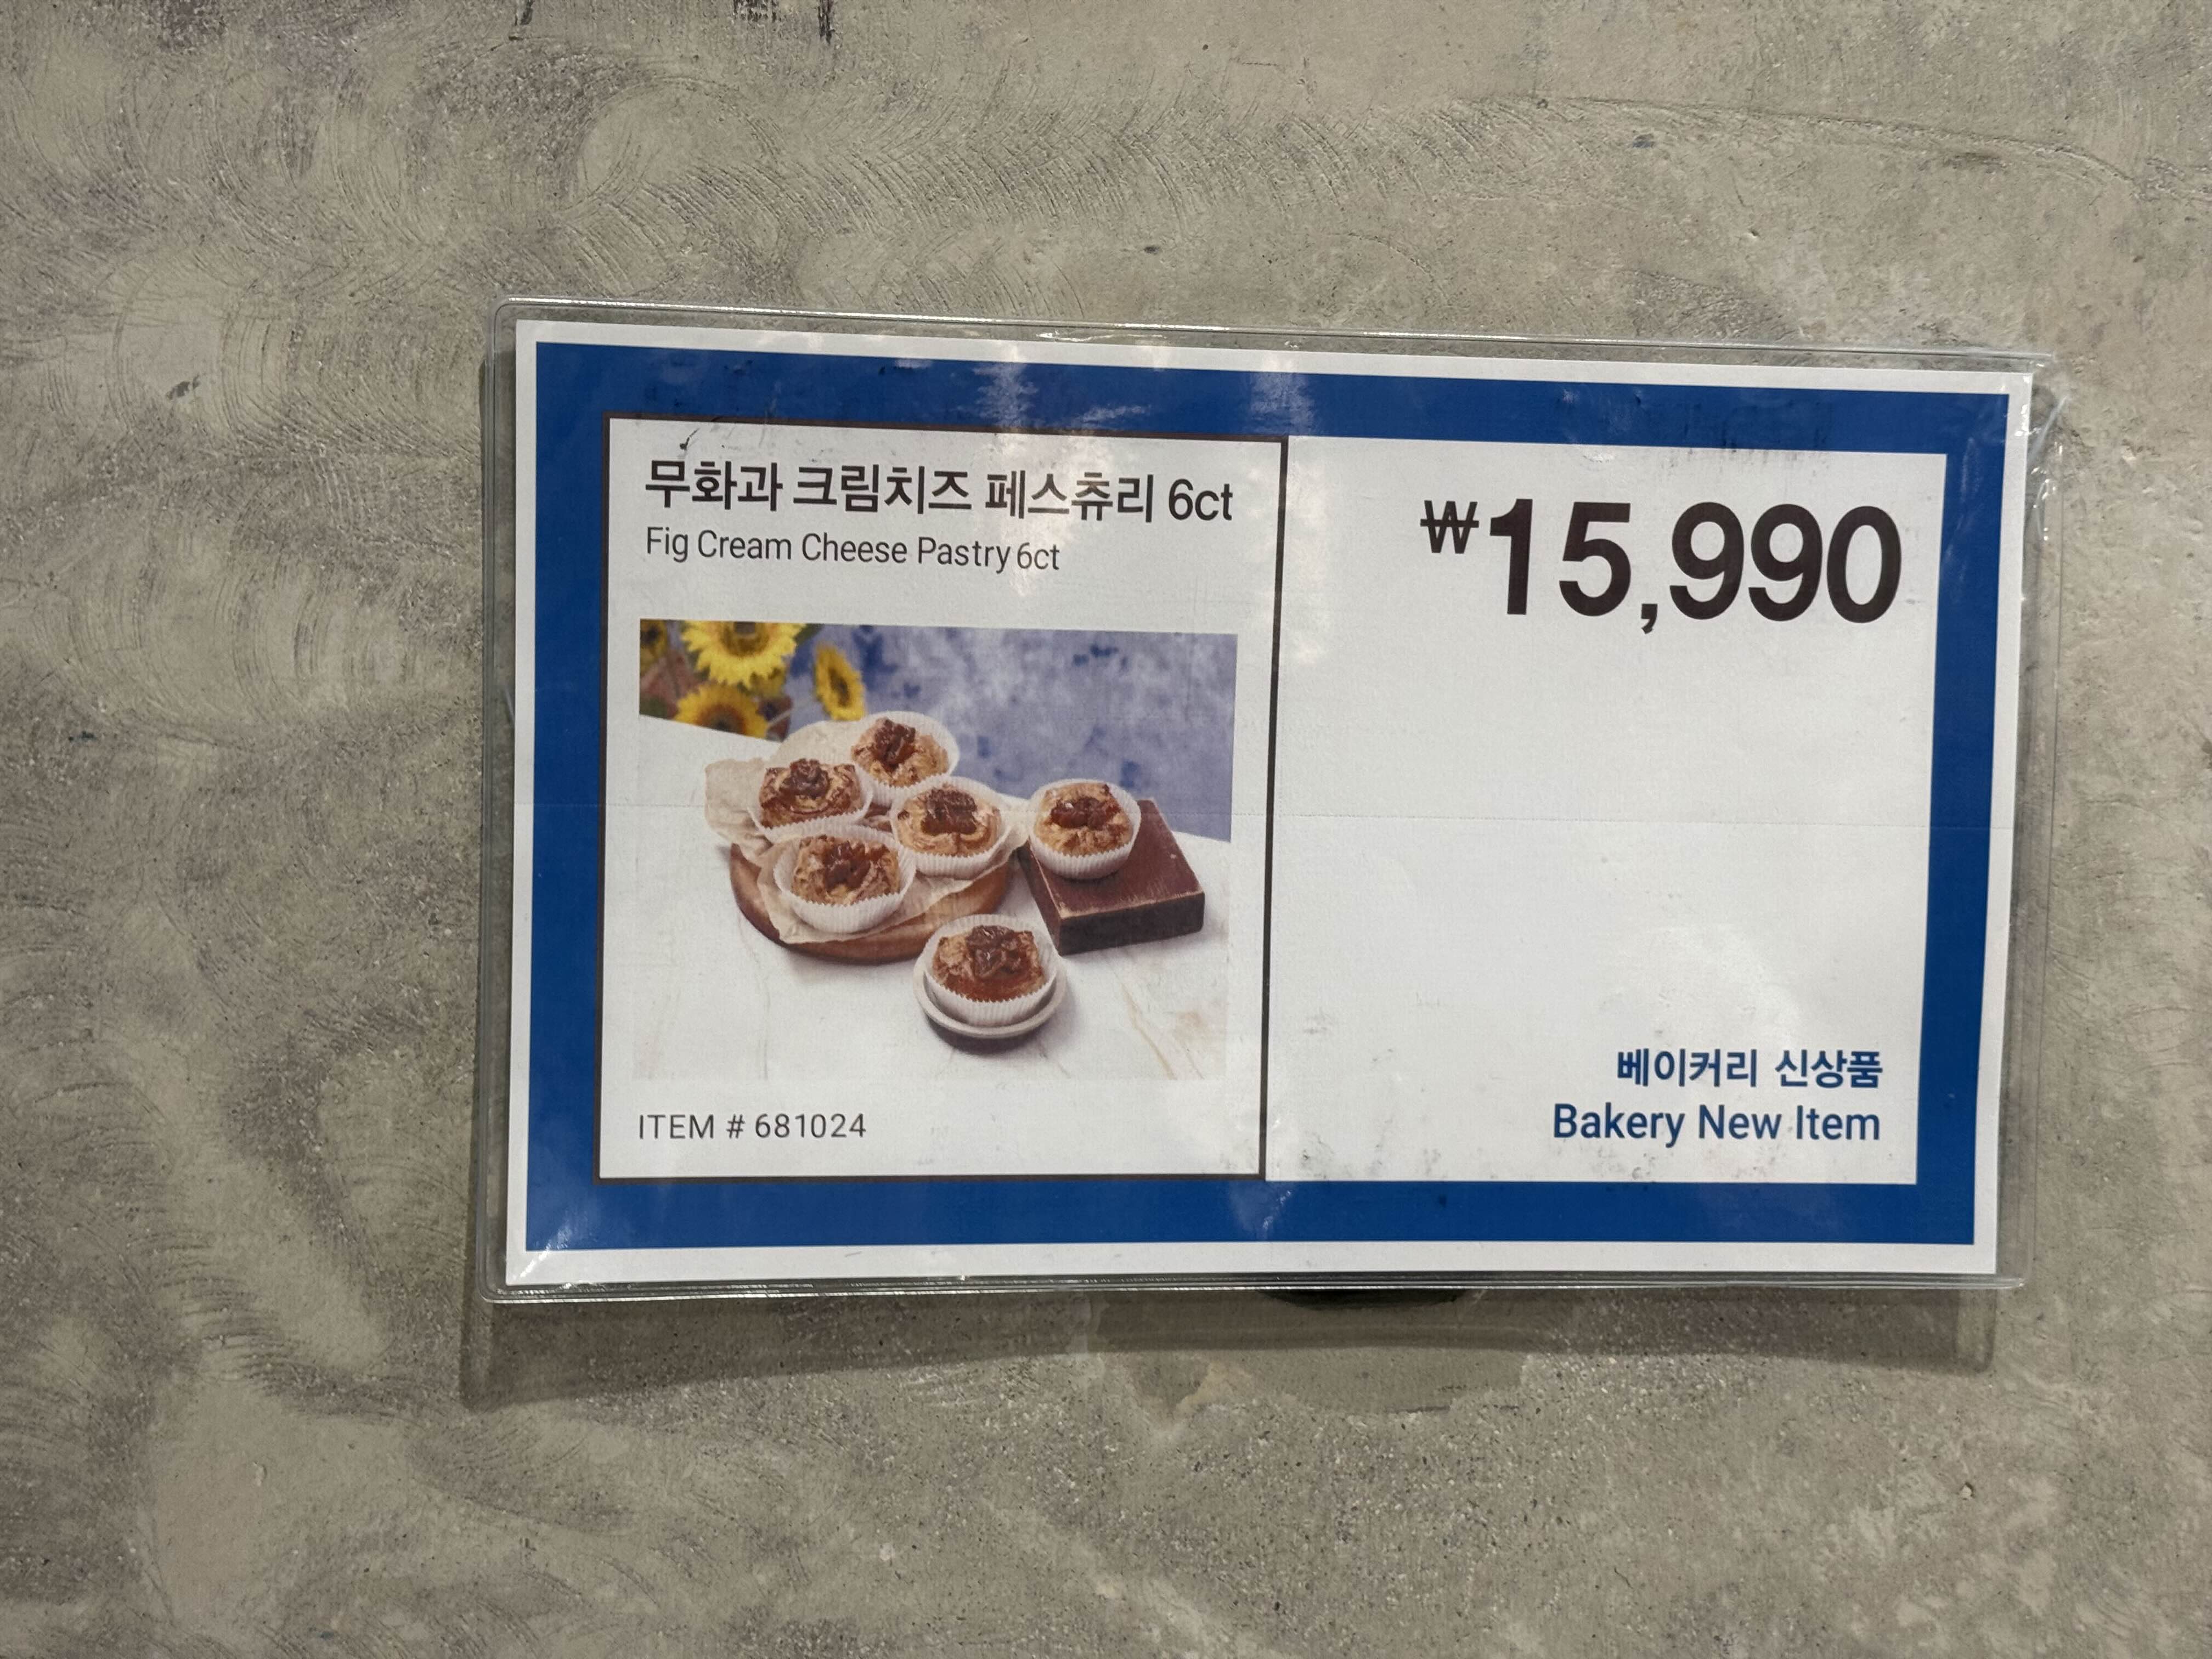 무화과 크림치즈 페스츄리 6ct
Fig Cream Cheese Pastry 6ct
ITEM # 681024
₩15,990
베이커리 신상품
Bakery New Item